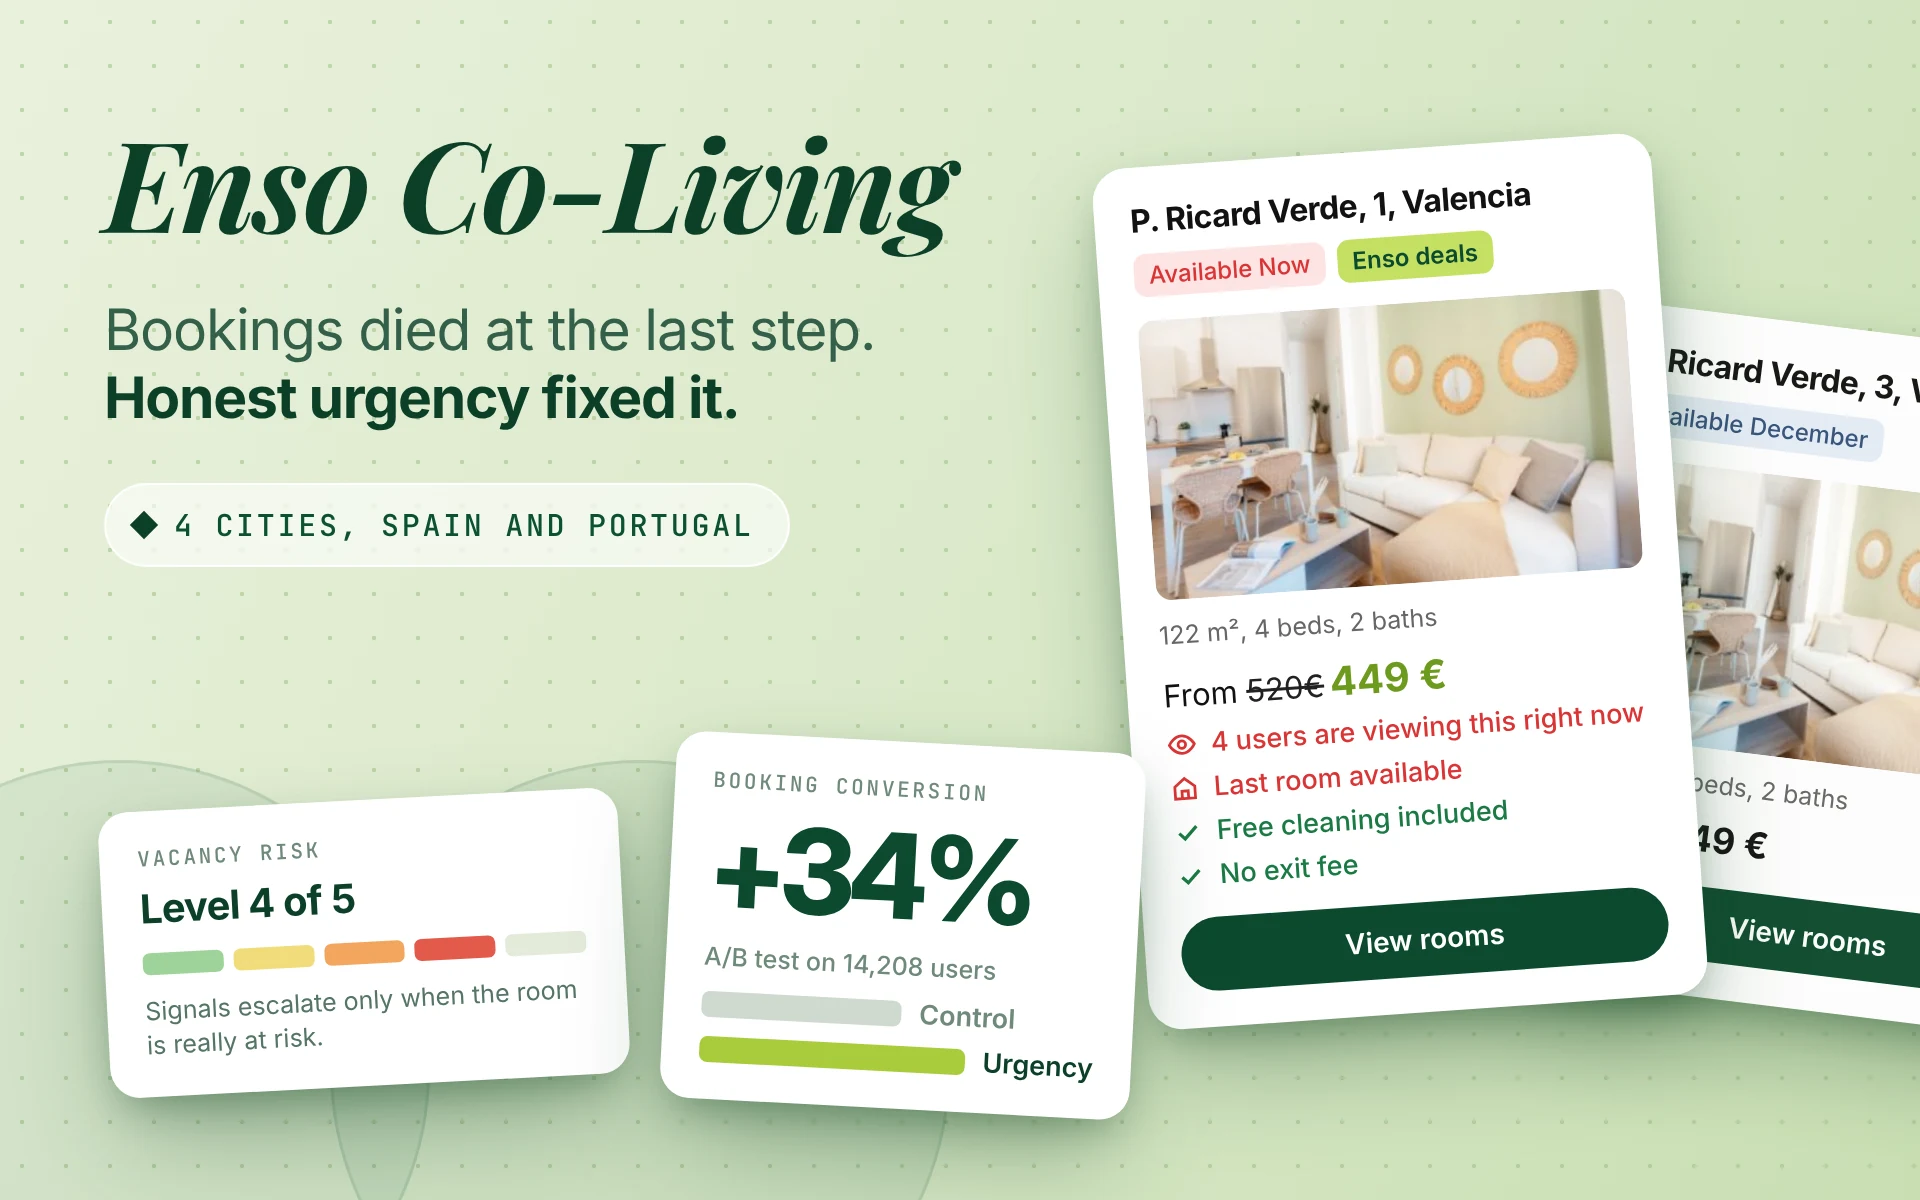 Enso Co-Living
Bookings died at the last step.
Honest urgency fixed it.
4 CITIES, SPAIN AND PORTUGAL
VACANCY RISK
Level 4 of 5
Signals escalate only when the room
is really at risk.
BOOKING CONVERSION
+34%
A/B test on 14,208 users
Control
Urgency
P. Ricard Verde, 1, Valencia
Available Now
Enso deals
122 m², 4 beds, 2 baths
From 520€ 449 €
4 users are viewing this right now
Last room available
Free cleaning included
No exit fee
View rooms
Ricard Verde, 3,
December
2 baths
View rooms